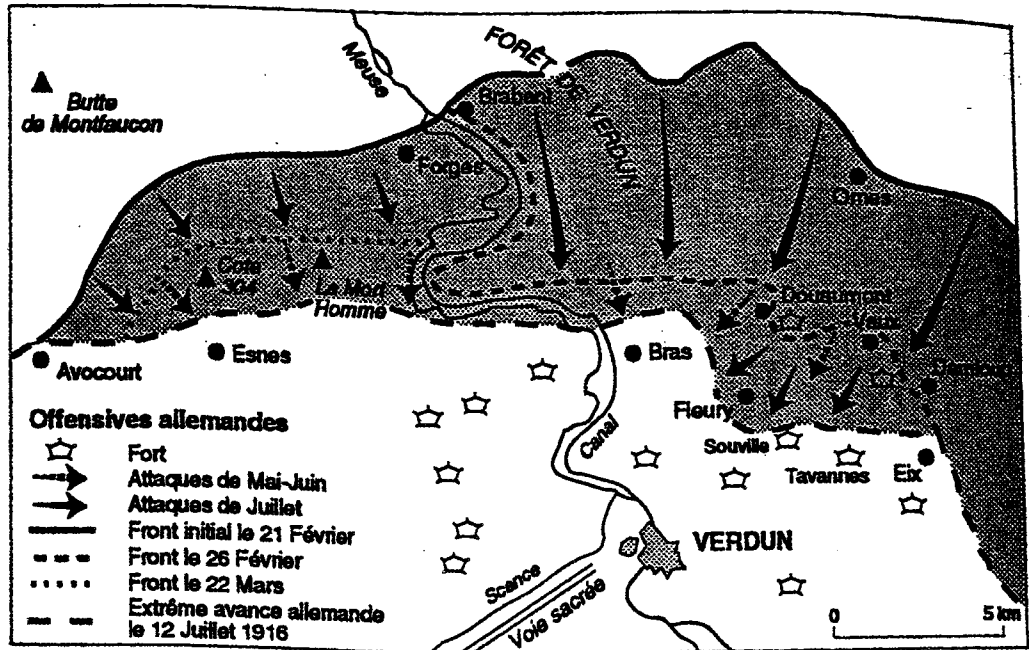 FORÊT DE VERDUN
Meuse
Butte
de Montfaucon
Brabant
Forges
Ornes
Cote
304
Le Mort
Homme
Douaumont
Vaux
Damloup
Avocourt
Esnes
Bras
Fleury
Souville
Tavannes
Eix
Canal
VERDUN
Scance
Voie sacrée
Offensives allemandes
Fort
Attaques de Mai-Juin
Attaques de Juillet
Front initial le 21 Février
Front le 26 Février
Front le 22 Mars
Extrême avance allemande
le 12 Juillet 1916
0
5 km